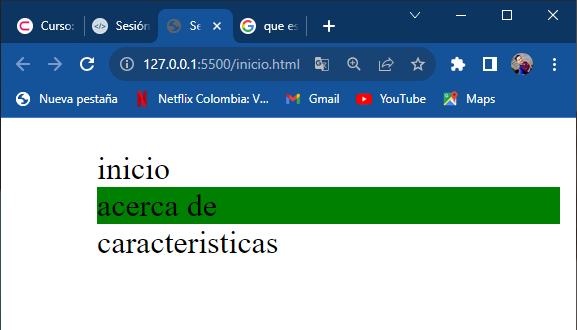 Curso:
Sesión
Se
que es
127.0.0.1:5500/inicio.html
Nueva pestaña
Netflix Colombia: V...
Gmail
YouTube
Maps
inicio
acerca de
caracteristicas